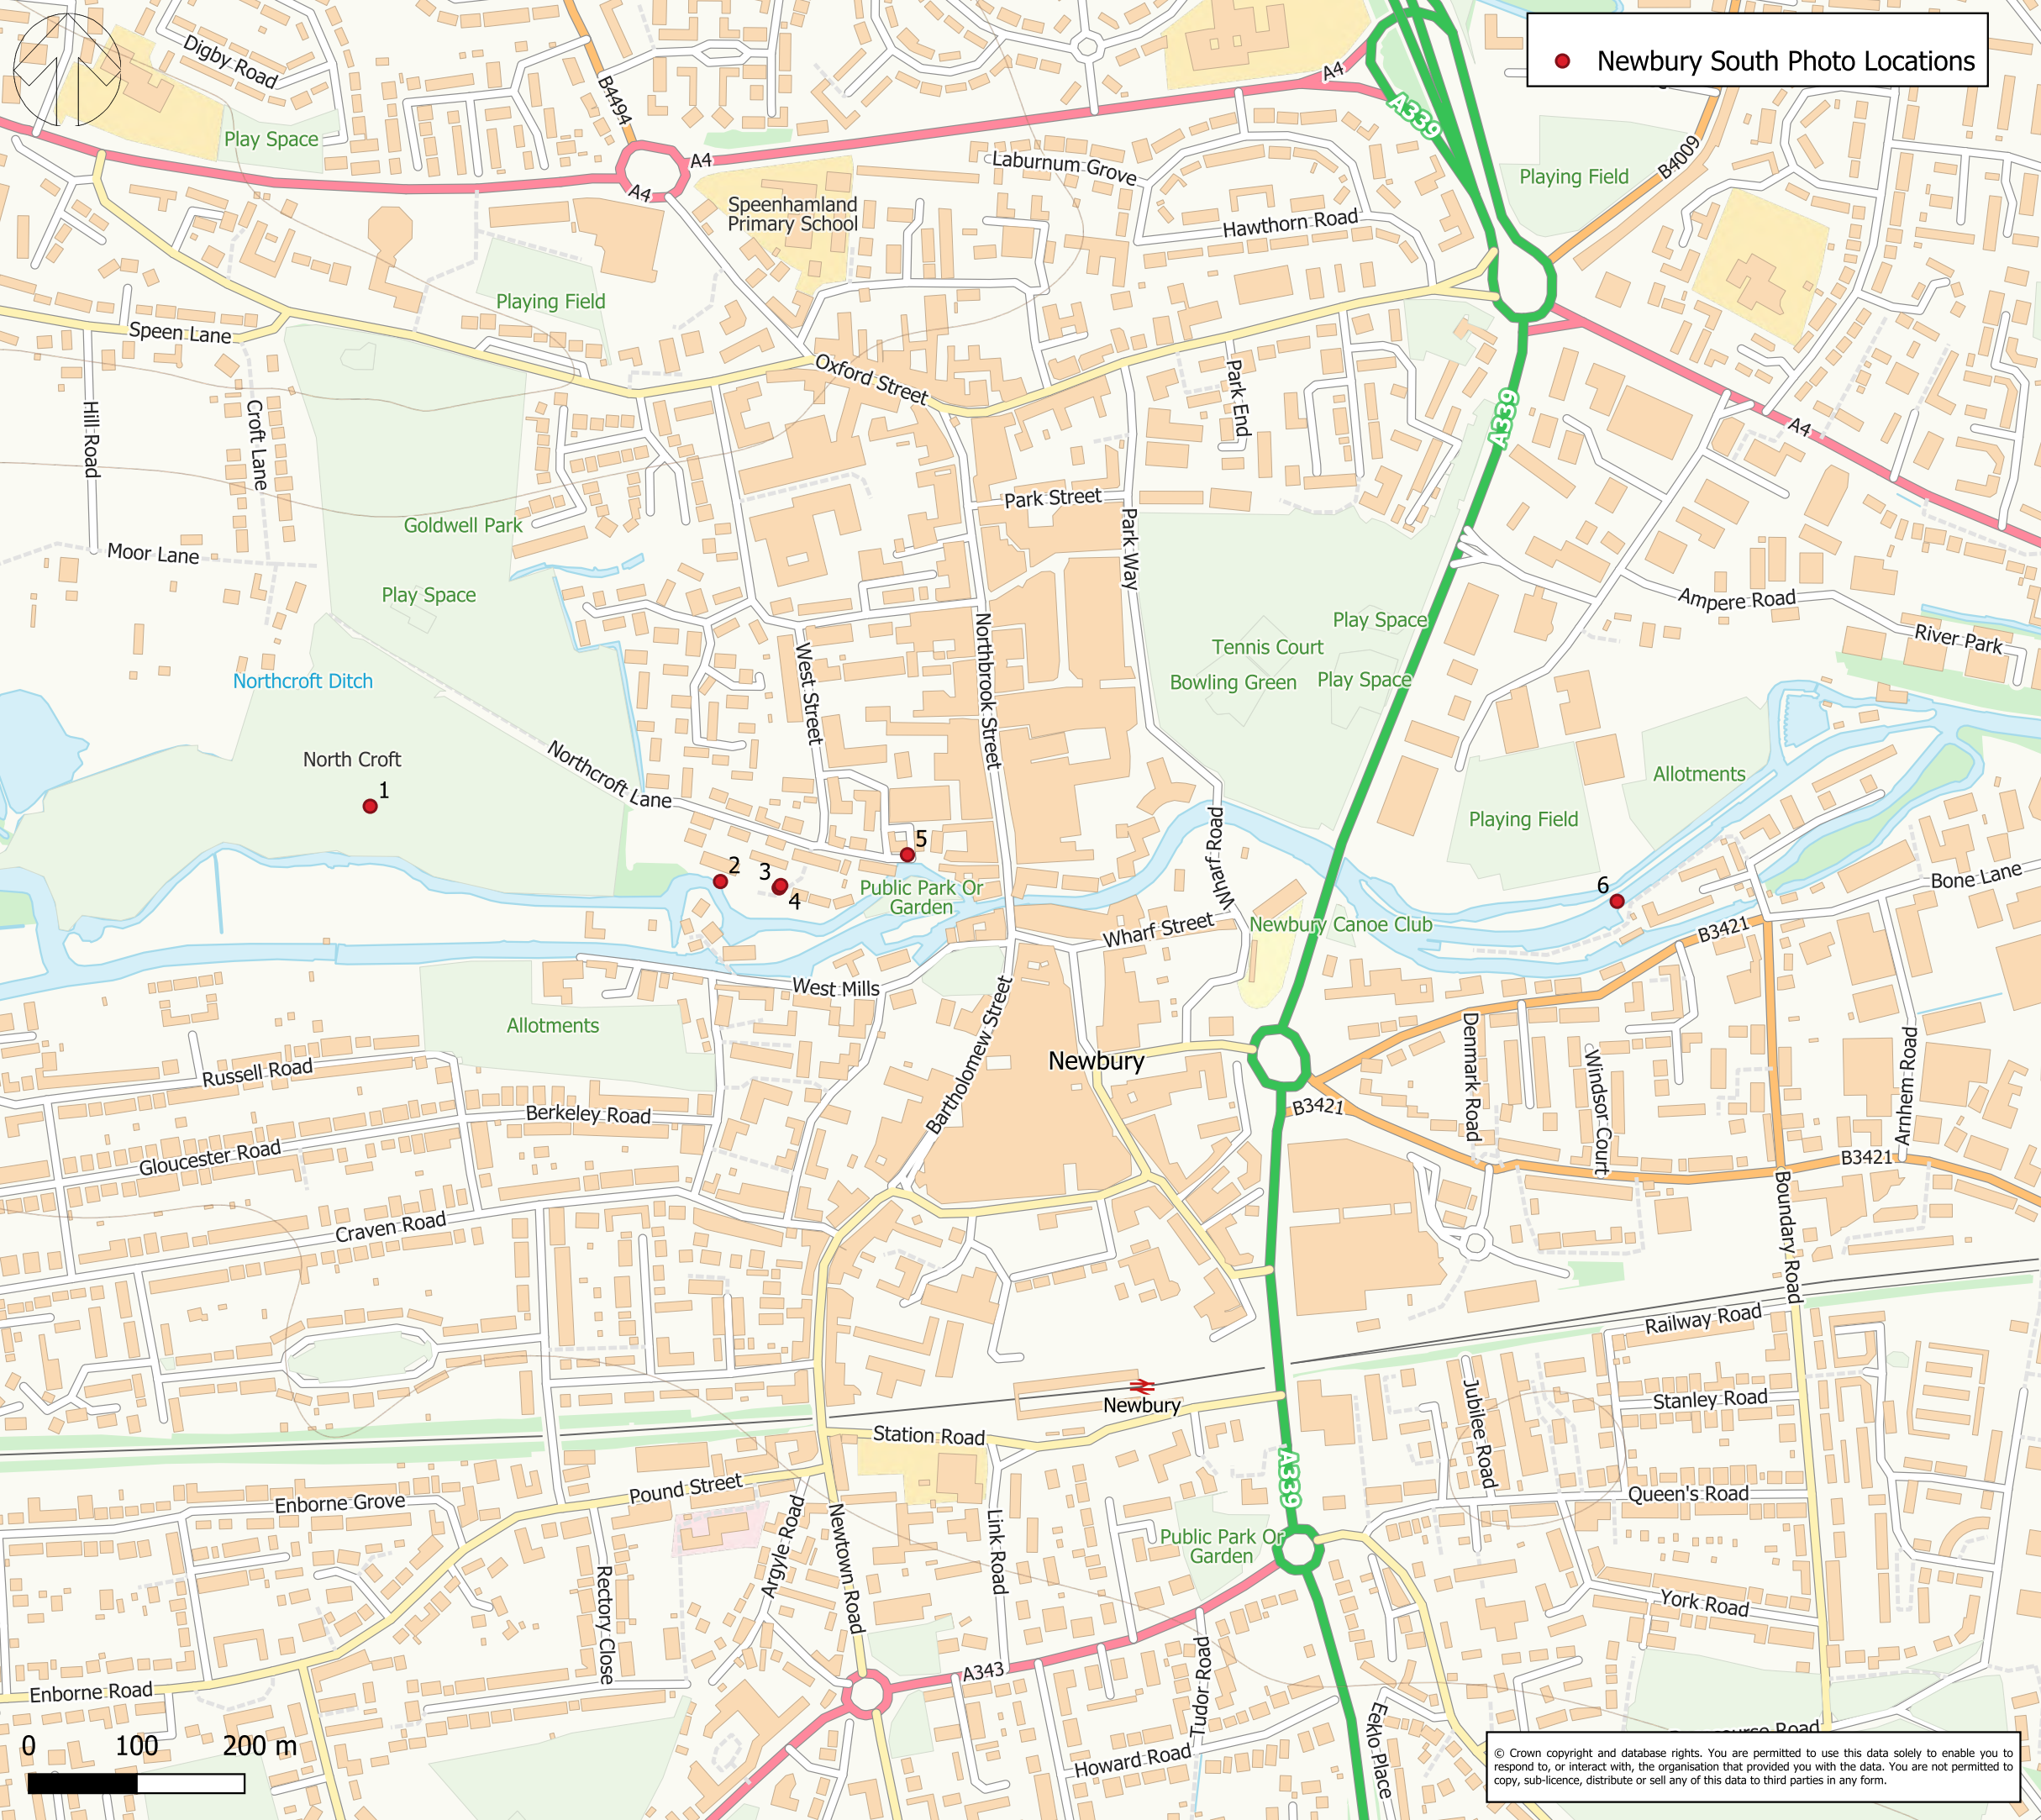 Newbury South Photo Locations
Digby Road
B4494
A4
A339
Play Space
A4
A4
Laburnum Grove
Playing Field
B4009
Speenhamland
Primary School
Hawthorn Road
Playing Field
Speen Lane
Oxford Street
Park End
A339
A4
Hill Road
Croft Lane
Park Street
Goldwell Park
Moor Lane
Park Way
Play Space
Ampere Road
Play Space
River Park
Tennis Court
Northcroft Ditch
Bowling Green
Play Space
West Street
Northbrook Street
North Croft
Northcroft Lane
Allotments
1
Playing Field
Wharf Road
5
2
3
4
Public Park Or
Garden
6
Bone Lane
Newbury Canoe Club
Wharf Street
B3421
West Mills
Allotments
Bartholomew Street
Denmark Road
Windsor Court
Arnhem Road
Newbury
Russell Road
Berkeley Road
B3421
Gloucester Road
B3421
Craven Road
Boundary Road
Railway Road
Newbury
Stanley Road
Jubilee Road
Station Road
A339
Pound Street
Queen's Road
Enborne Grove
Argyle Road
Newtown Road
Link Road
Public Park Or
Garden
Rectory Close
York Road
A343
Tudor Road
Enborne Road
Eeklo Place
Howard Road
Road
0 100 200 m
© Crown copyright and database rights. You are permitted to use this data solely to enable you to
respond to, or interact with, the organisation that provided you with the data. You are not permitted to
copy, sub-licence, distribute or sell any of this data to third parties in any form.